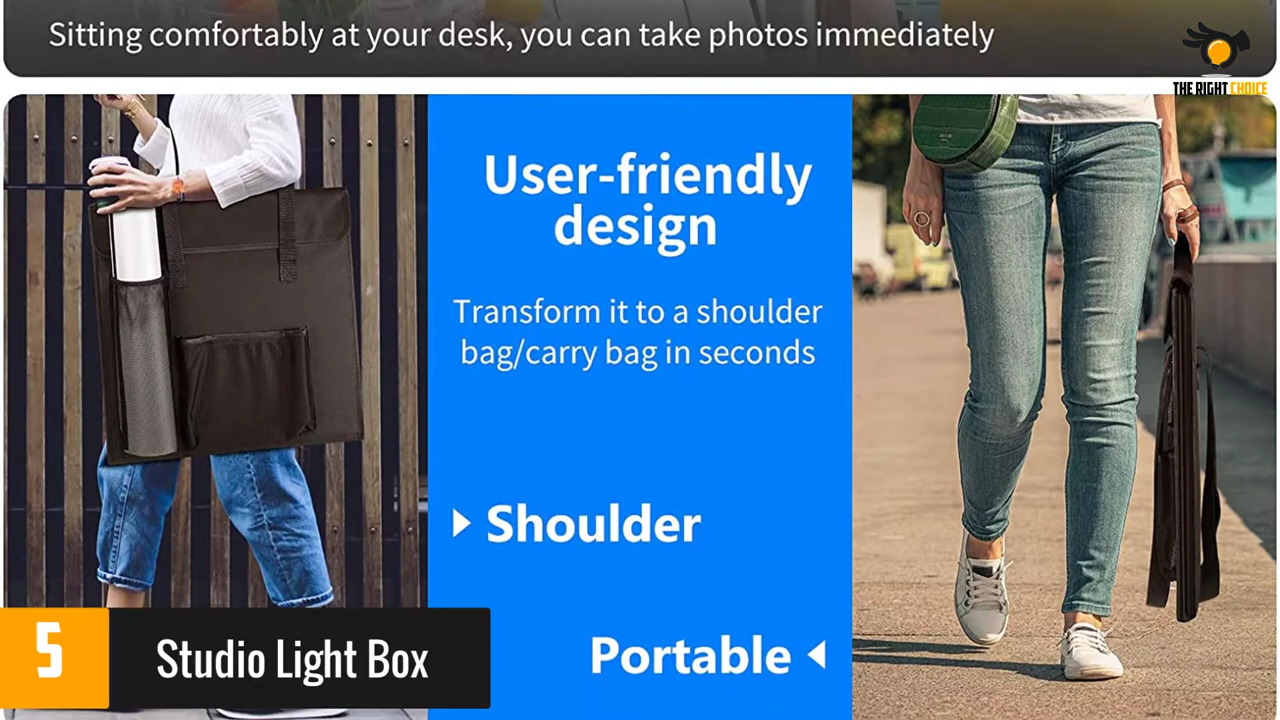 Sitting comfortably at your desk, you can take photos immediately
THE RIGHT CHOICE
User-friendly
design
Transform it to a shoulder
bag/carry bag in seconds
Shoulder
Portable
5
Studio Light Box